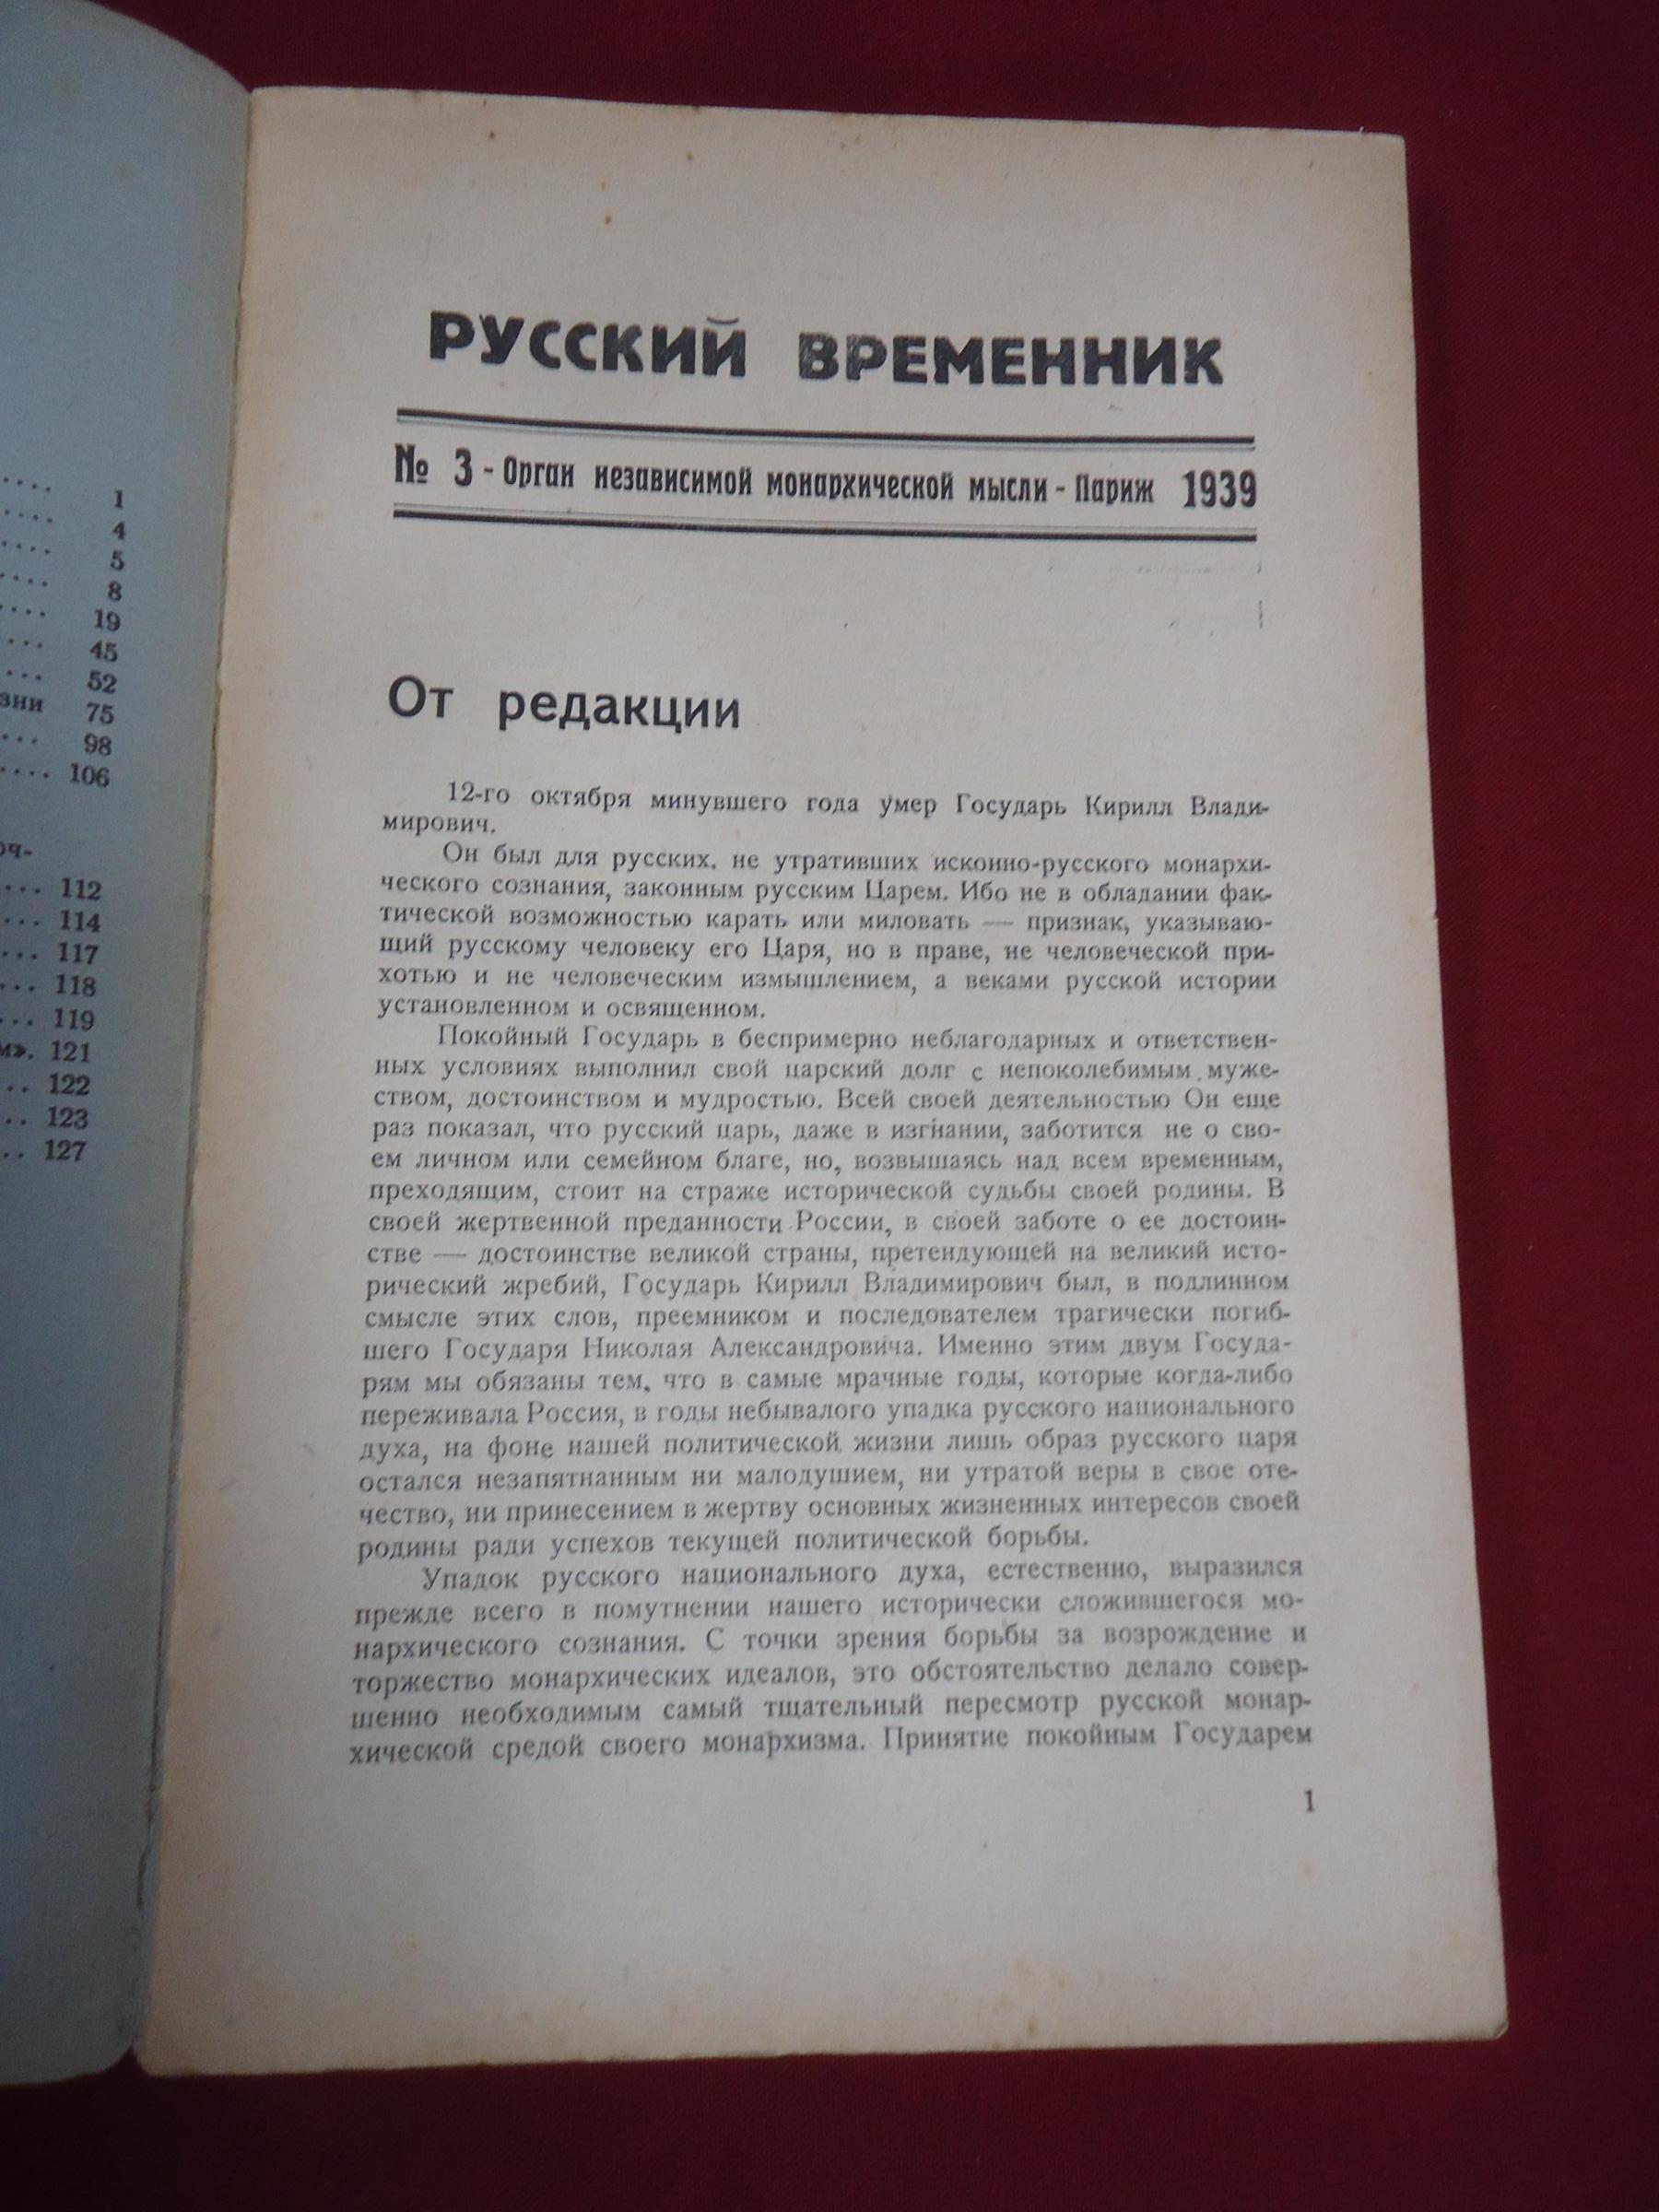 1
4
5
8
19
45
52
зни 75
98
106
оч-
112
114
117
118
119
м». 121
122
123
127
РУССКИЙ ВРЕМЕННИК
№ 3 - Орган независимой монархической мысли - Париж 1939
От редакции
12-го октября минувшего года умер Государь Кирилл Влади-
мирович.
Он был для русских. не утративших исконно-русского монархи-
ческого сознания, законным русским Царем. Ибо не в обладании фак-
тической возможностью карать или миловать — признак, указываю-
щий русскому человеку его Царя, но в праве, не человеческой при-
хотью и не человеческим измышлением, а веками русской истории
установленном и освященном.
Покойный Государь в беспримерно неблагодарных и ответствен-
ных условиях выполнил свой царский долг с непоколебимым муже-
ством, достоинством и мудростью. Всей своей деятельностью Он еще
раз показал, что русский царь, даже в изгнании, заботится не о сво-
ем личном или семейном благе, но, возвышаясь над всем временным,
преходящим, стоит на страже исторической судьбы своей родины. В
своей жертвенной преданности России, в своей заботе о ее достоин-
стве — достоинстве великой страны, претендующей на великий исто-
рический жребий, Государь Кирилл Владимирович был, в подлинном
смысле этих слов, преемником и последователем трагически погиб-
шего Государя Николая Александровича. Именно этим двум Госуда-
рям мы обязаны тем, что в самые мрачные годы, которые когда-либо
переживала Россия, в годы небывалого упадка русского национального
духа, на фоне нашей политической жизни лишь образ русского царя
остался незапятнанным ни малодушием, ни утратой веры в свое оте-
чество, ни принесением в жертву основных жизненных интересов своей
родины ради успехов текущей политической борьбы.
Упадок русского национального духа, естественно, выразился
прежде всего в помутнении нашего исторически сложившегося мо-
нархического сознания. С точки зрения борьбы за возрождение и
торжество монархических идеалов, это обстоятельство делало совер-
шенно необходимым самый тщательный пересмотр русской монар-
хической средой своего монархизма. Принятие покойным Государем
1